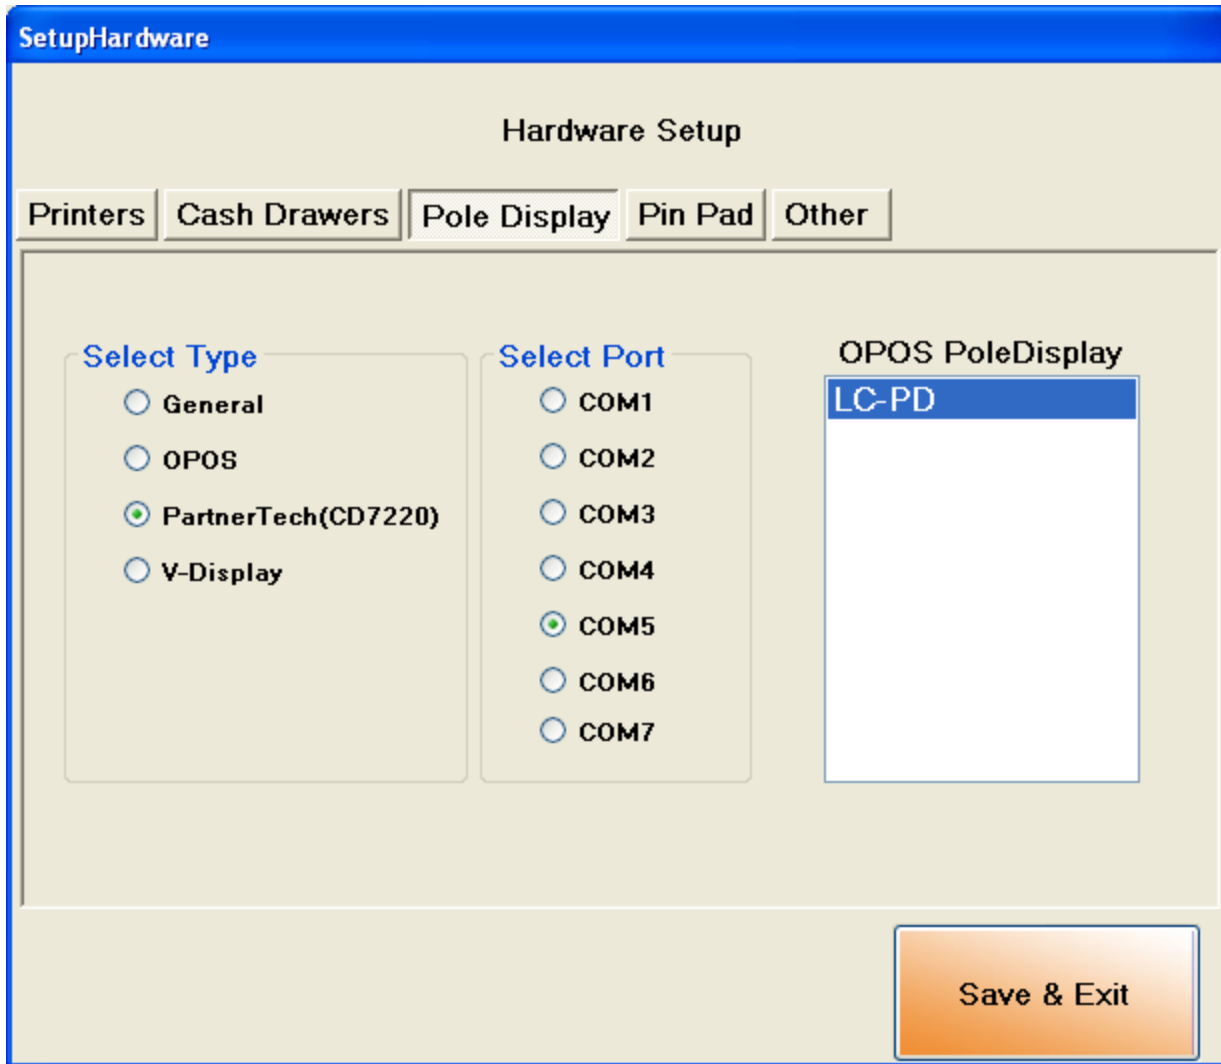 SetupHardware
Hardware Setup
Printers Cash Drawers Pole Display Pin Pad Other
Select Type
General
OPOS
PartnerTech(CD7220)
V-Display
Select Port
COM1
COM2
COM3
COM4
COM5
COM6
COM7
OPOS PoleDisplay
LC-PD
Save & Exit